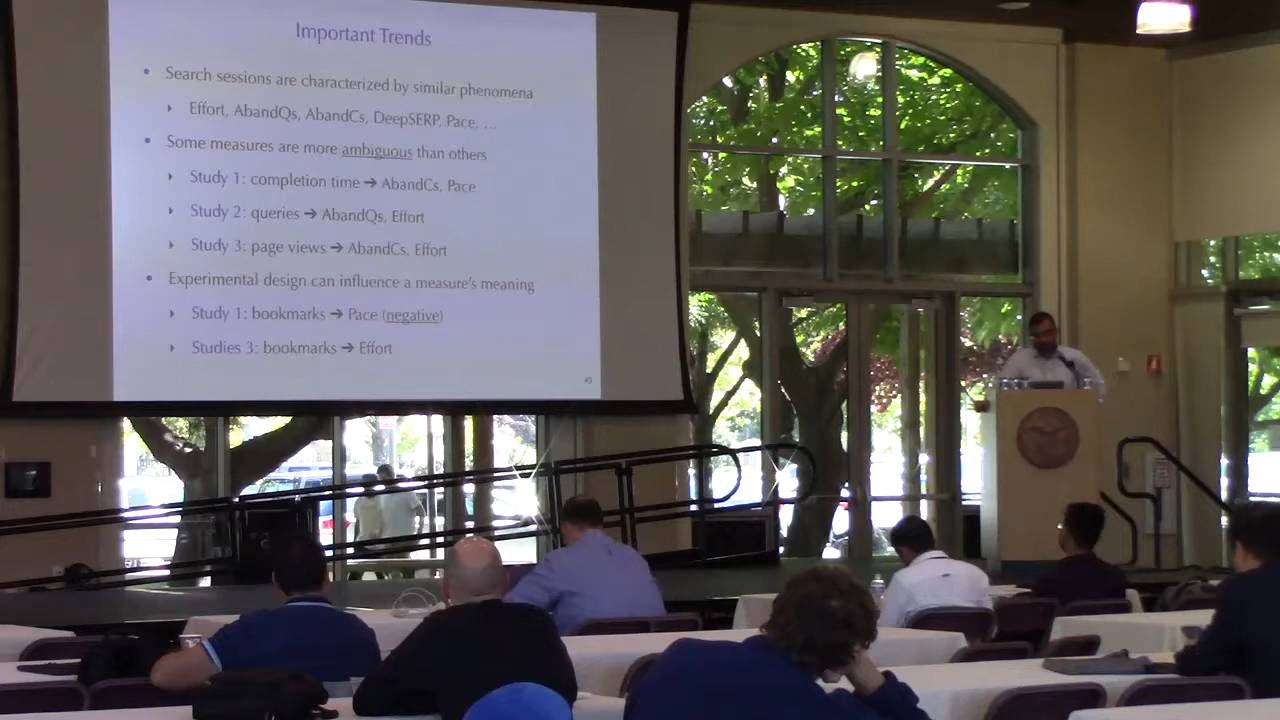 Important Trends
• Search sessions are characterized by similar phenomena
‣ Effort, AbandQs, AbandCs, DeepSERP, Pace, ...
• Some measures are more ambiguous than others
‣ Study 1: completion time ➔ AbandCs, Pace
‣ Study 2: queries ➔ AbandQs, Effort
‣ Study 3: page views ➔ AbandCs, Effort
• Experimental design can influence a measure's meaning
‣ Study 1: bookmarks ➔ Pace (negative)
‣ Studies 3: bookmarks ➔ Effort